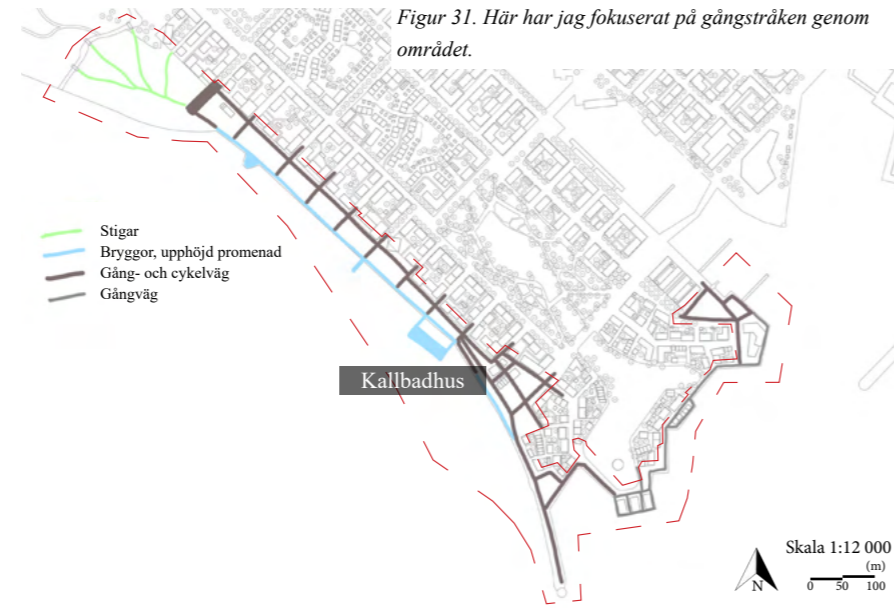 Figur 31. Här har jag fokuserat på gångstråken genom
området.
Stigar
Bryggor, upphöjd promenad
Gång- och cykelväg
Gångväg
Kallbadhus
Skala 1:12 000
(m)
N
0 50 100